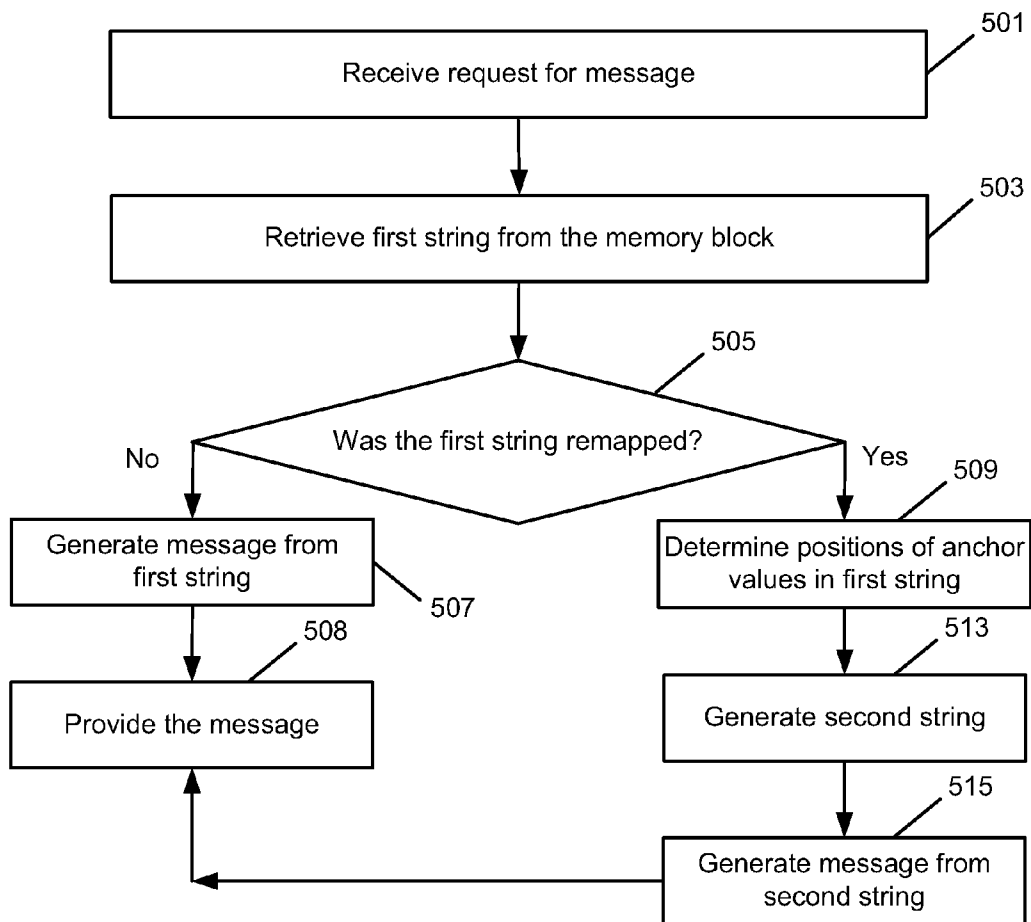 501
Receive request for message
503
Retrieve first string from the memory block
505
Was the first string remapped?
No
Yes
509
Generate message from
first string
507
Determine positions of anchor
values in first string
508
Provide the message
513
Generate second string
515
Generate message from
second string